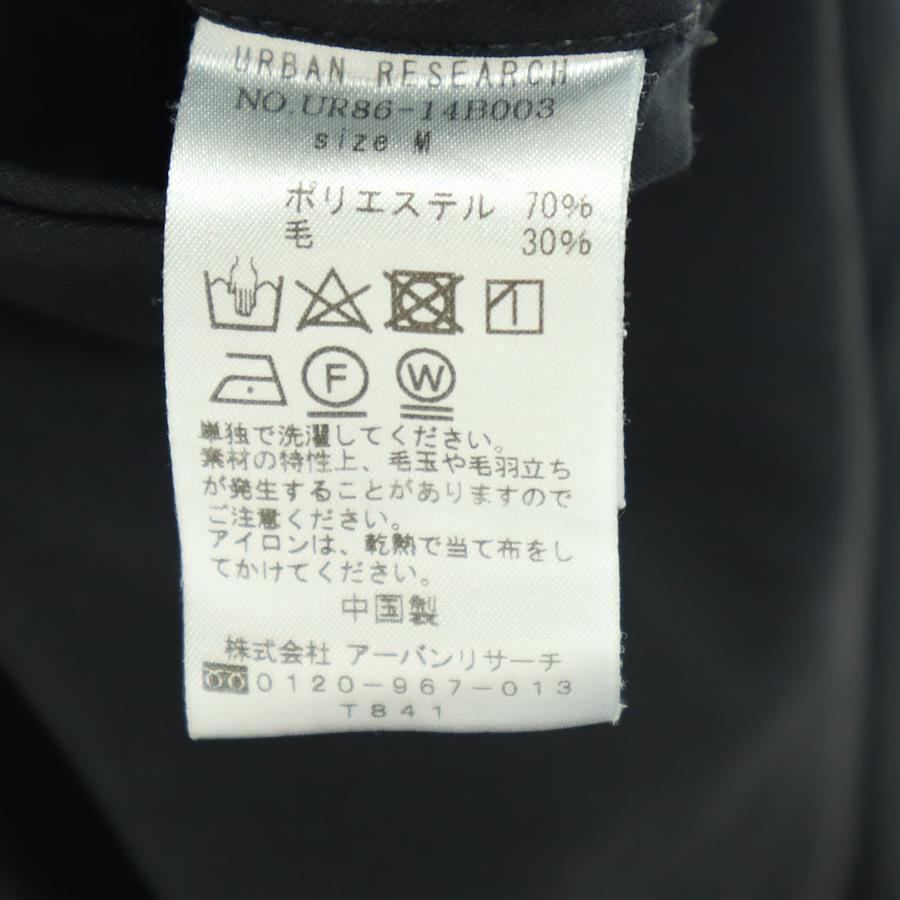 URBAN RESEARCH
NO.UR86-14B003
size M
ポリエステル 70%
毛 30%
F W
単独で洗濯してください。
素材の特性上、毛玉や毛羽立ち
が発生することがありますので
ご注意ください。
アイロンは、乾熱で当て布をし
てかけてください。
中国製
株式会社 アーバンリサーチ
0120-967-013
T841